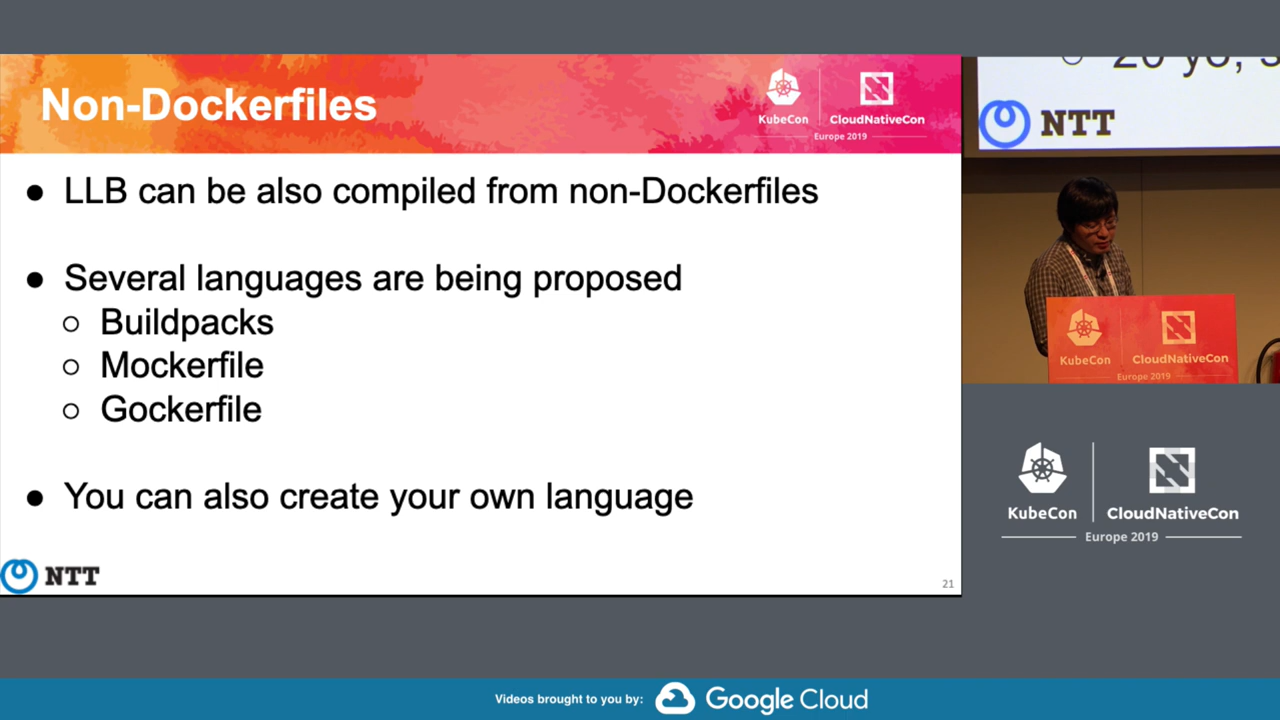 Non-Dockerfiles
KubeCon
CloudNativeCon
Europe 2019
● LLB can be also compiled from non-Dockerfiles
● Several languages are being proposed
○ Buildpacks
○ Mockerfile
○ Gockerfile
● You can also create your own language
NTT
21
NTT
KubeCon
CloudNativeCon
Europe 2019
KubeCon
CloudNativeCon
Europe 2019
Videos brought to you by: Google Cloud